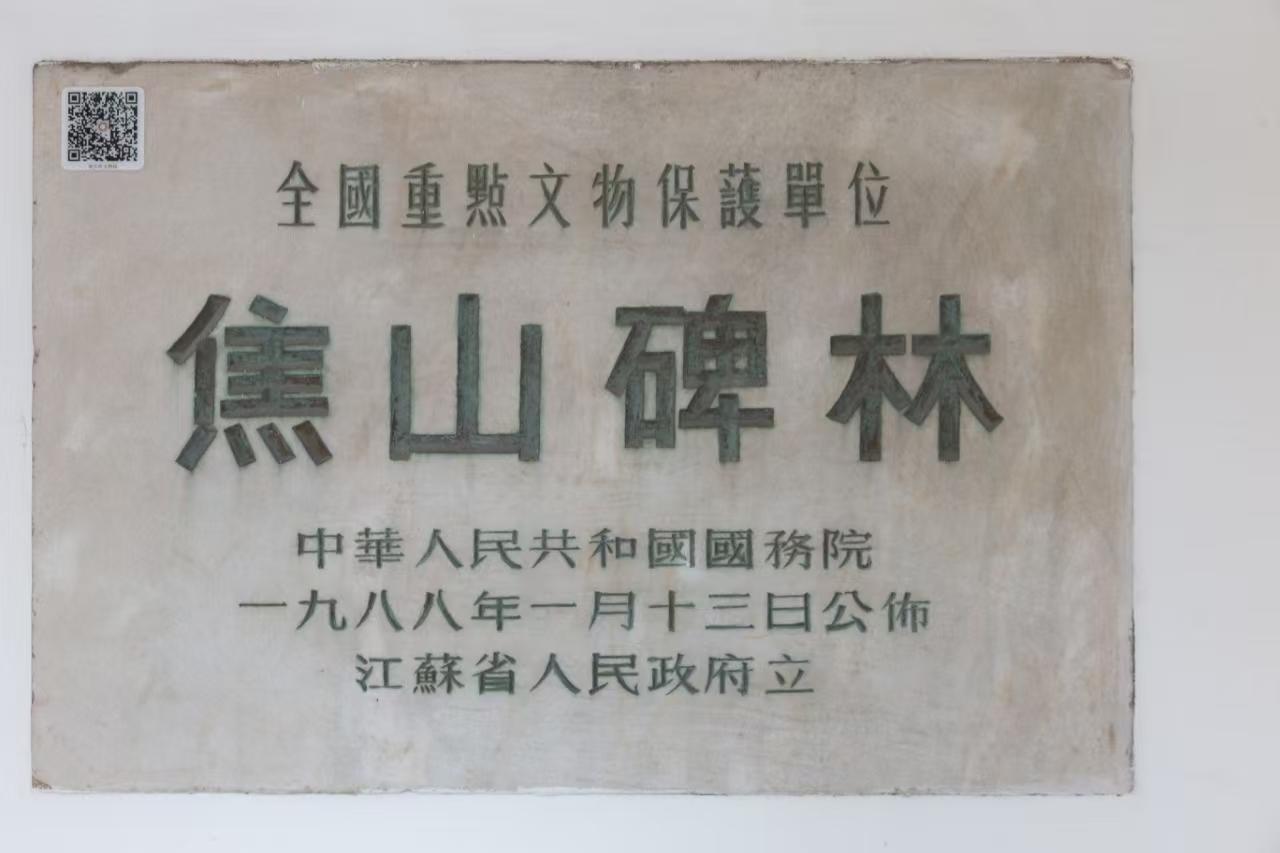 全國重點文物保護單位
焦山碑林
中華人民共和國國務院
一九八八年一月十三日公佈
江蘇省人民政府立